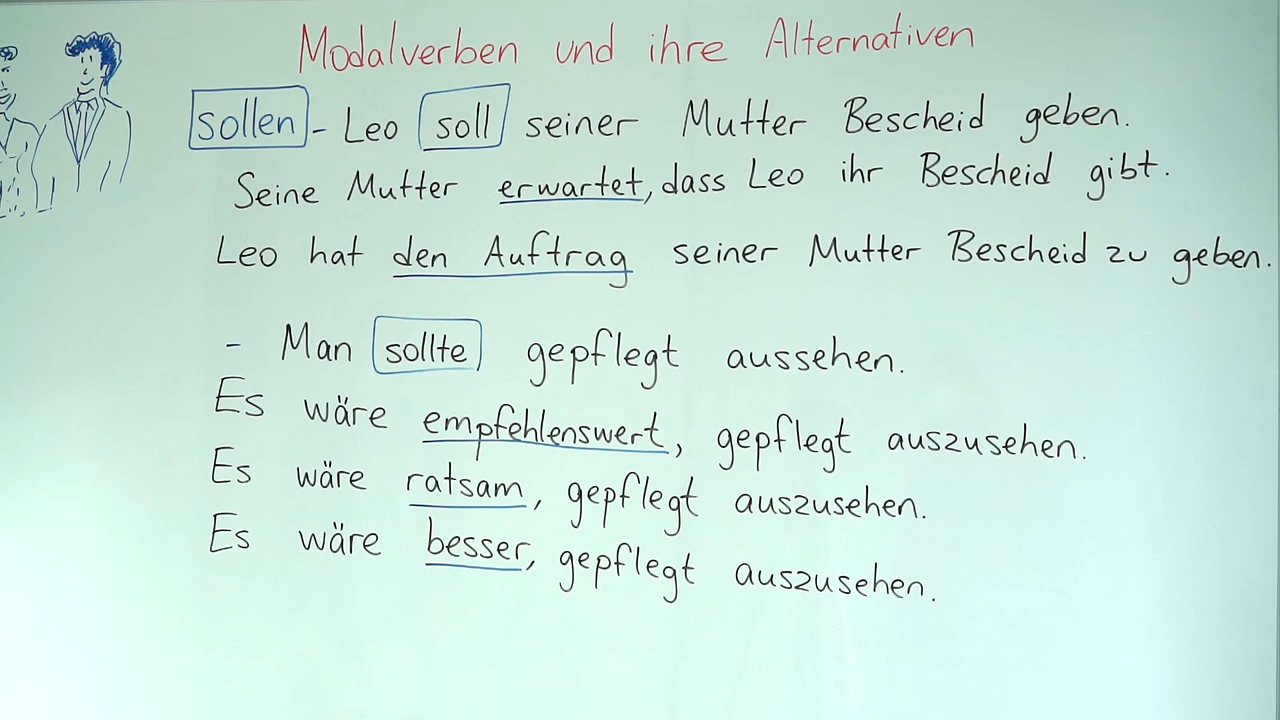 Modalverben und ihre Alternativen
sollen - Leo soll seiner Mutter Bescheid geben.
Seine Mutter erwartet, dass Leo ihr Bescheid gibt.
Leo hat den Auftrag seiner Mutter Bescheid zu geben.
- Man sollte gepflegt aussehen.
Es wäre empfehlenswert, gepflegt auszusehen.
Es wäre ratsam, gepflegt auszusehen.
Es wäre besser, gepflegt auszusehen.